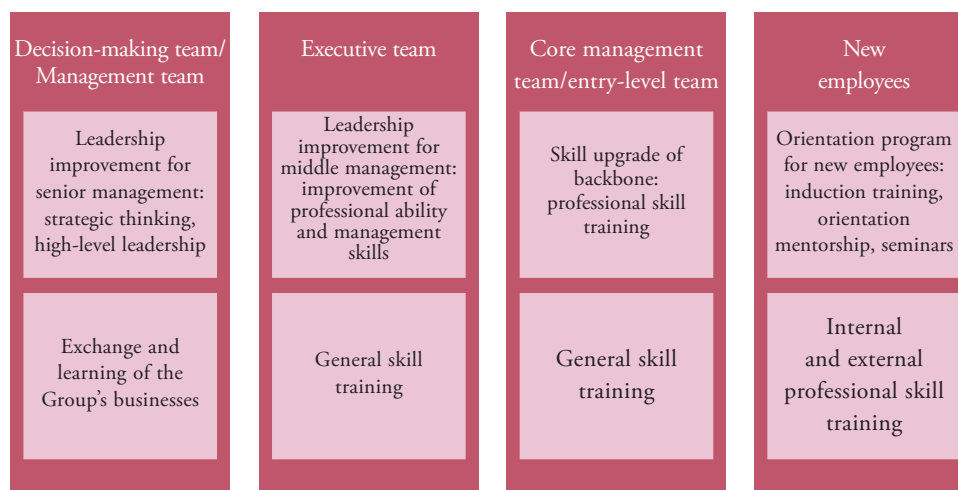 Decision-making team/
Management team
Leadership
improvement for
senior management:
strategic thinking,
high-level leadership
Exchange and
learning of the
Group’s businesses
Executive team
Leadership
improvement for
middle management:
improvement of
professional ability
and management
skills
General skill
training
Core management
team/entry-level team
Skill upgrade of
backbone:
professional skill
training
General skill
training
New
employees
Orientation program
for new employees:
induction training,
orientation
mentorship, seminars
Internal
and external
professional skill
training